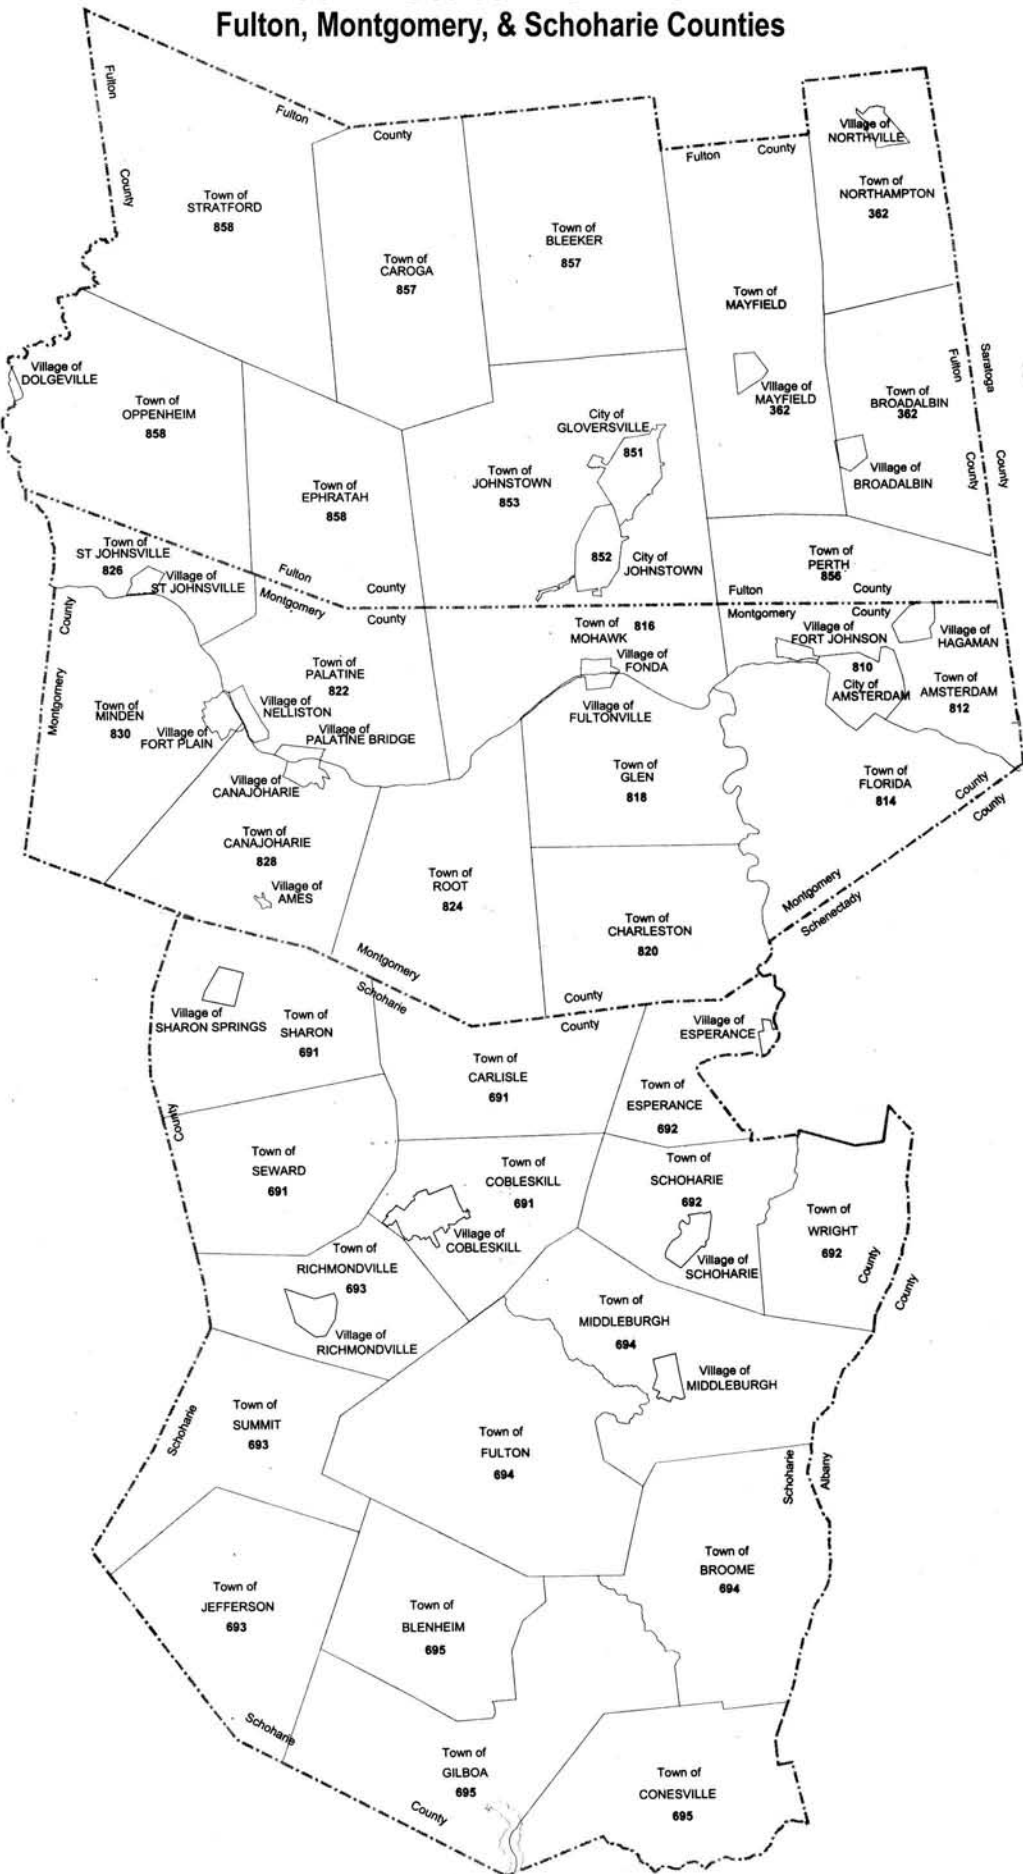 Fulton, Montgomery, & Schoharie Counties
Fulton
County
Fulton
County
Fulton
County
Village of
NORTHVILLE
Town of
NORTHAMPTON
362
Town of
STRATFORD
858
Town of
CAROGA
857
Town of
BLEEKER
857
Town of
MAYFIELD
Village of
MAYFIELD
362
Town of
BROADALBIN
362
Village of
BROADALBIN
Fulton
County
Saratoga
County
Village of
DOLGEVILLE
Town of
OPPENHEIM
858
Town of
EPHRATAH
858
Town of
JOHNSTOWN
853
City of
GLOVERSVILLE
851
852
City of
JOHNSTOWN
Town of
PERTH
856
Town of
ST JOHNSVILLE
826
Village of
ST JOHNSVILLE
Fulton
County
Montgomery
County
Fulton
County
Montgomery
County
County
Montgomery
Town of
MOHAWK
816
Village of
FONDA
Village of
FULTONVILLE
Village of
FORT JOHNSON
Village of
HAGAMAN
810
City of
AMSTERDAM
Town of
AMSTERDAM
812
Town of
PALATINE
822
Village of
NELLISTON
Village of
PALATINE BRIDGE
Town of
MINDEN
830
Village of
FORT PLAIN
Village of
CANAJOHARIE
Town of
CANAJOHARIE
828
Village of
AMES
Town of
GLEN
818
Town of
FLORIDA
814
County
County
Town of
ROOT
824
Town of
CHARLESTON
820
Montgomery
Schenectady
Montgomery
Schoharie
County
County
Village of
SHARON SPRINGS
Town of
SHARON
691
Town of
CARLISLE
691
Village of
ESPERANCE
Town of
ESPERANCE
692
County
Town of
SEWARD
691
Town of
COBLESKILL
691
Village of
COBLESKILL
Town of
SCHOHARIE
692
Village of
SCHOHARIE
Town of
WRIGHT
692
County
County
Town of
RICHMONDVILLE
693
Village of
RICHMONDVILLE
Town of
MIDDLEBURGH
694
Village of
MIDDLEBURGH
Schoharie
Town of
SUMMIT
693
Town of
FULTON
694
Schoharie
Albany
Town of
BROOME
694
Town of
JEFFERSON
693
Town of
BLENHEIM
695
Schoharie
County
Town of
GILBOA
695
Town of
CONESVILLE
695